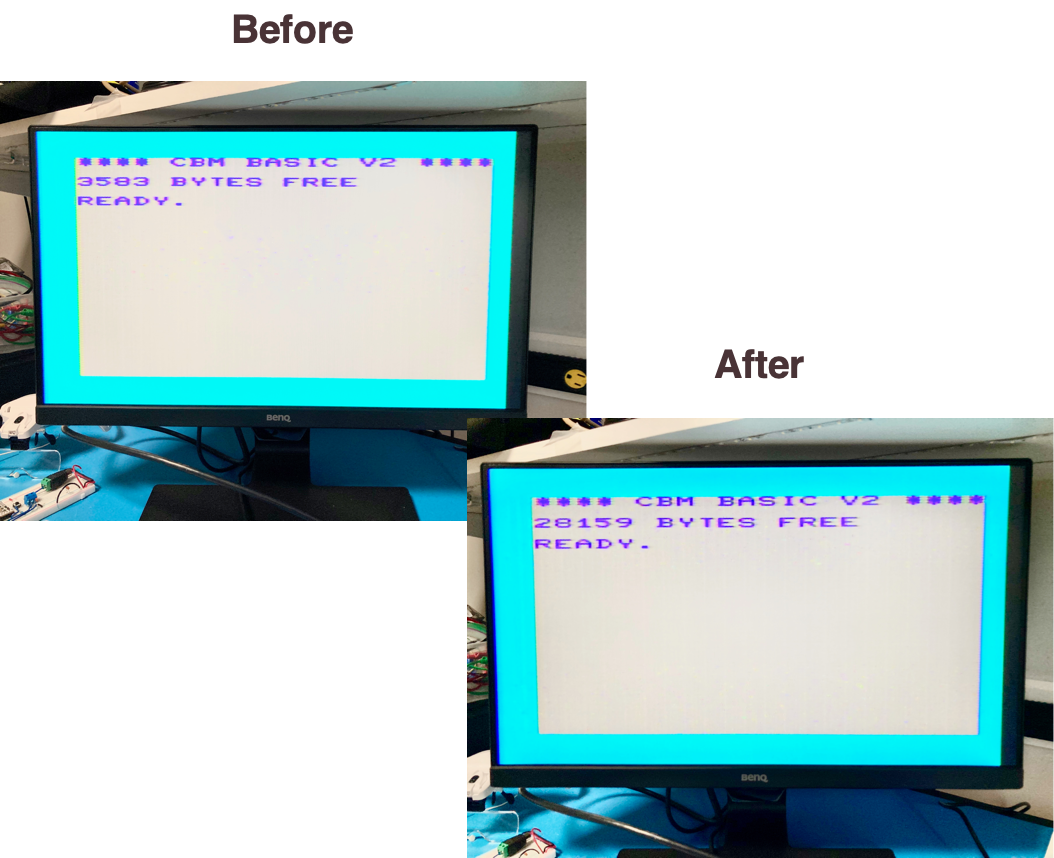 Before
**** CBM BASIC V2 ****
3583 BYTES FREE
READY.
BenQ
After
**** CBM BASIC V2 ****
28159 BYTES FREE
READY.
BenQ